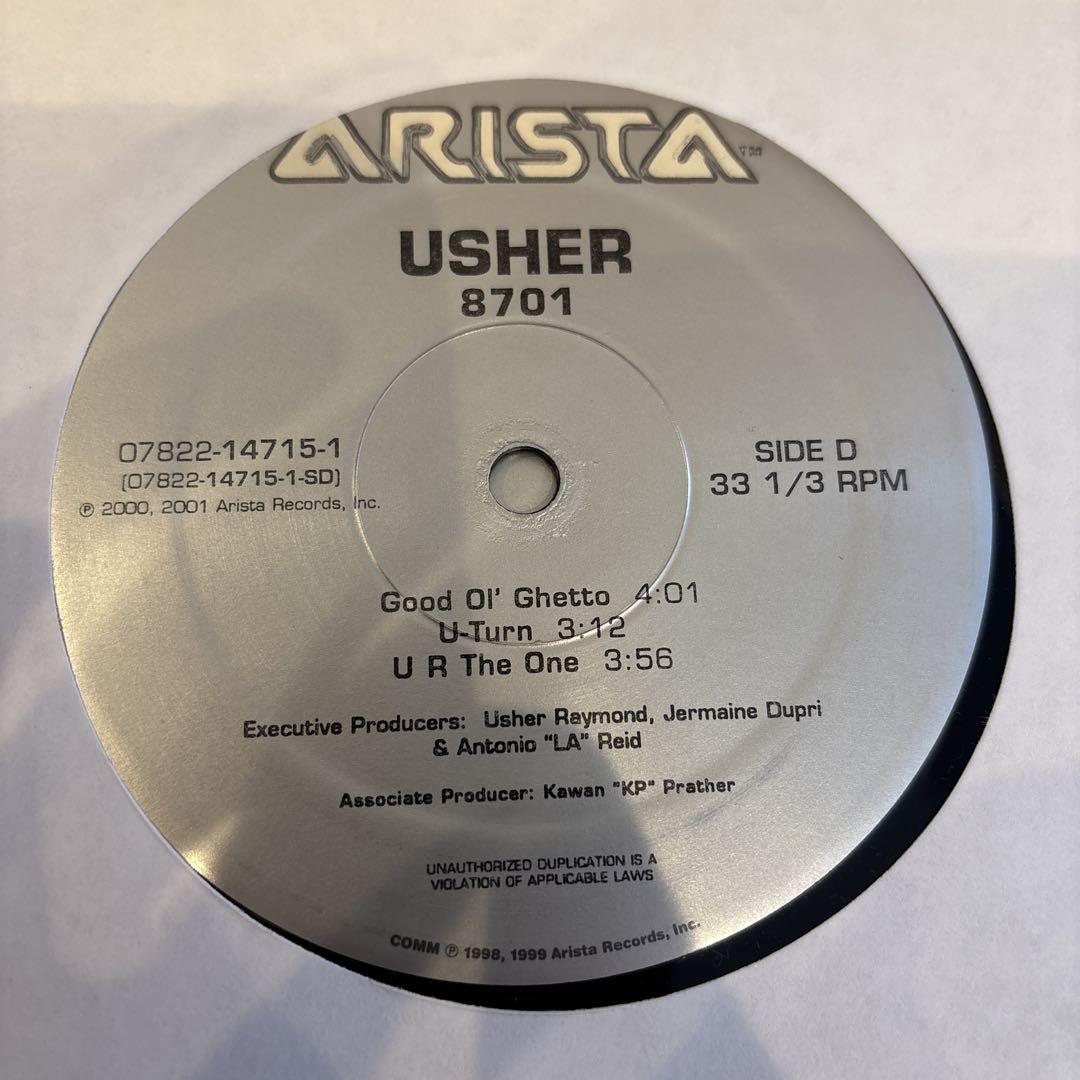 ARISTA™
USHER
8701
07822-14715-1
(07822-14715-1-SD)
℗ 2000, 2001 Arista Records, Inc.
SIDE D
33 1/3 RPM
Good Ol' Ghetto 4:01
U-Turn 3:12
U R The One 3:56
Executive Producers: Usher Raymond, Jermaine Dupri
& Antonio "LA" Reid
Associate Producer: Kawan "KP" Prather
UNAUTHORIZED DUPLICATION IS A
VIOLATION OF APPLICABLE LAWS
COMM ℗ 1998, 1999 Arista Records, Inc.